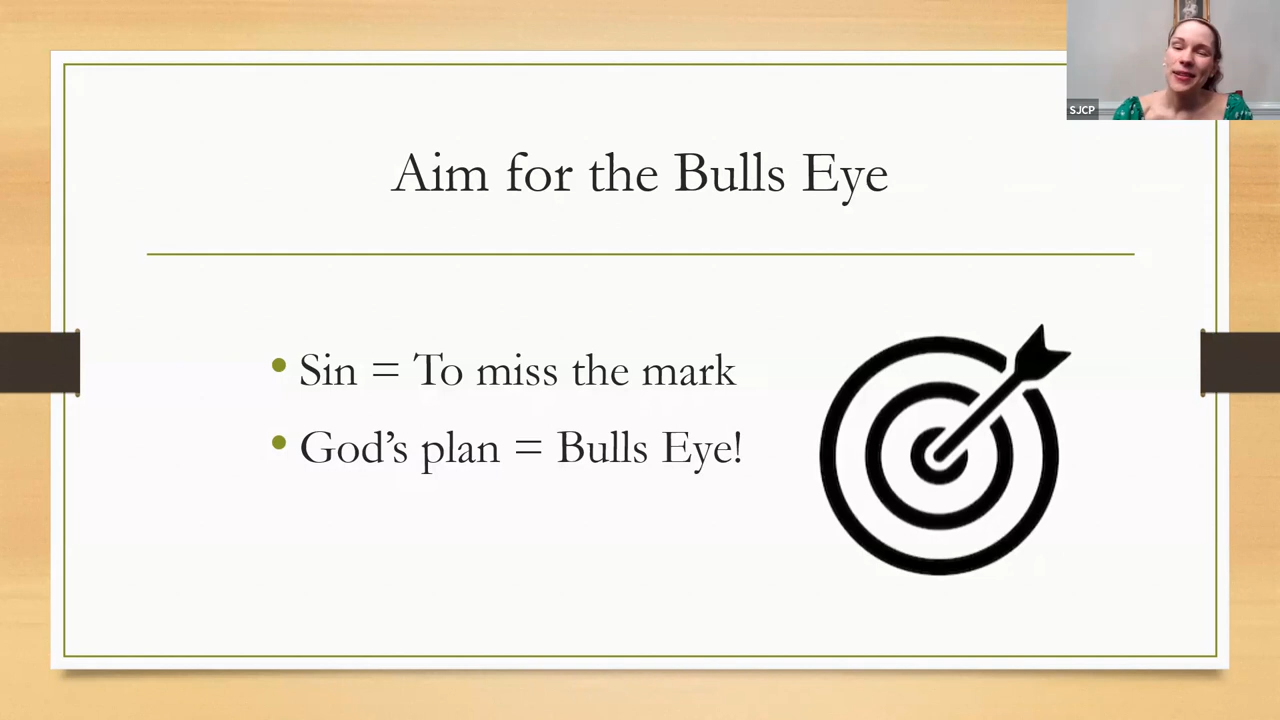 SJCP
Aim for the Bulls Eye
• Sin = To miss the mark
• God’s plan = Bulls Eye!